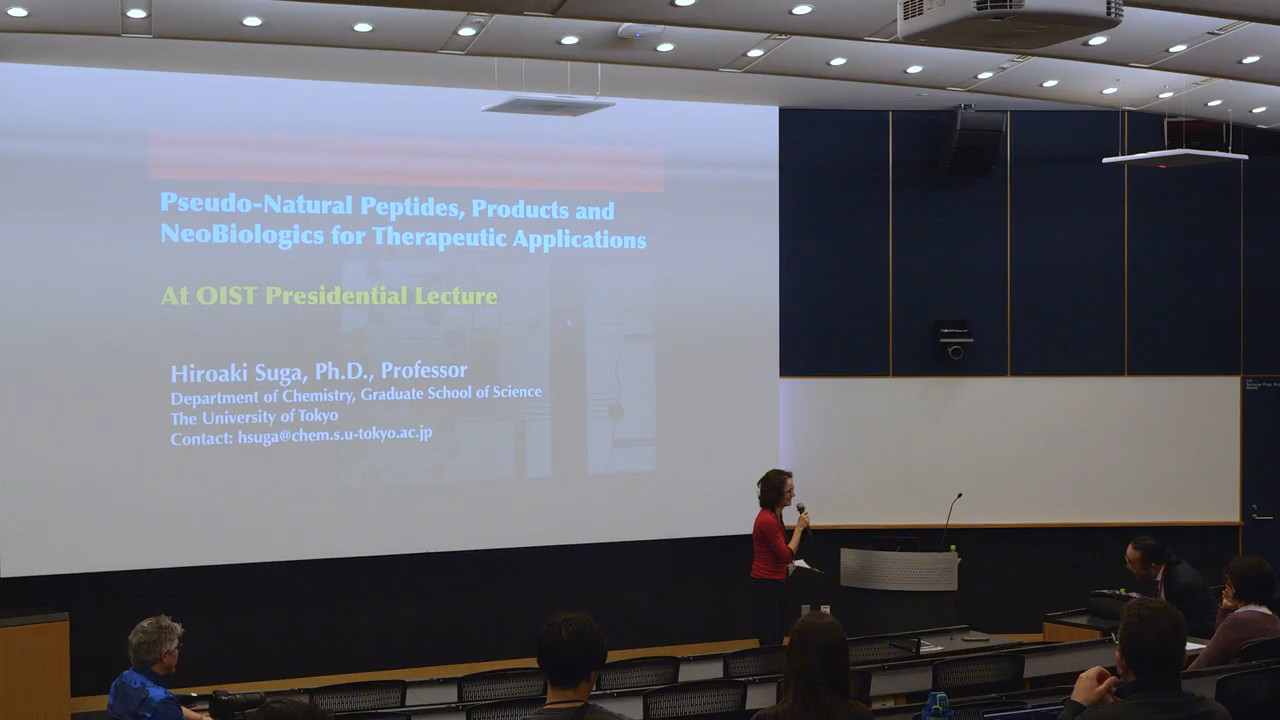 Pseudo-Natural Peptides, Products and
NeoBiologics for Therapeutic Applications
At OIST Presidential Lecture
Hiroaki Suga, Ph.D., Professor
Department of Chemistry, Graduate School of Science
The University of Tokyo
Contact: hsuga@chem.s.u-tokyo.ac.jp